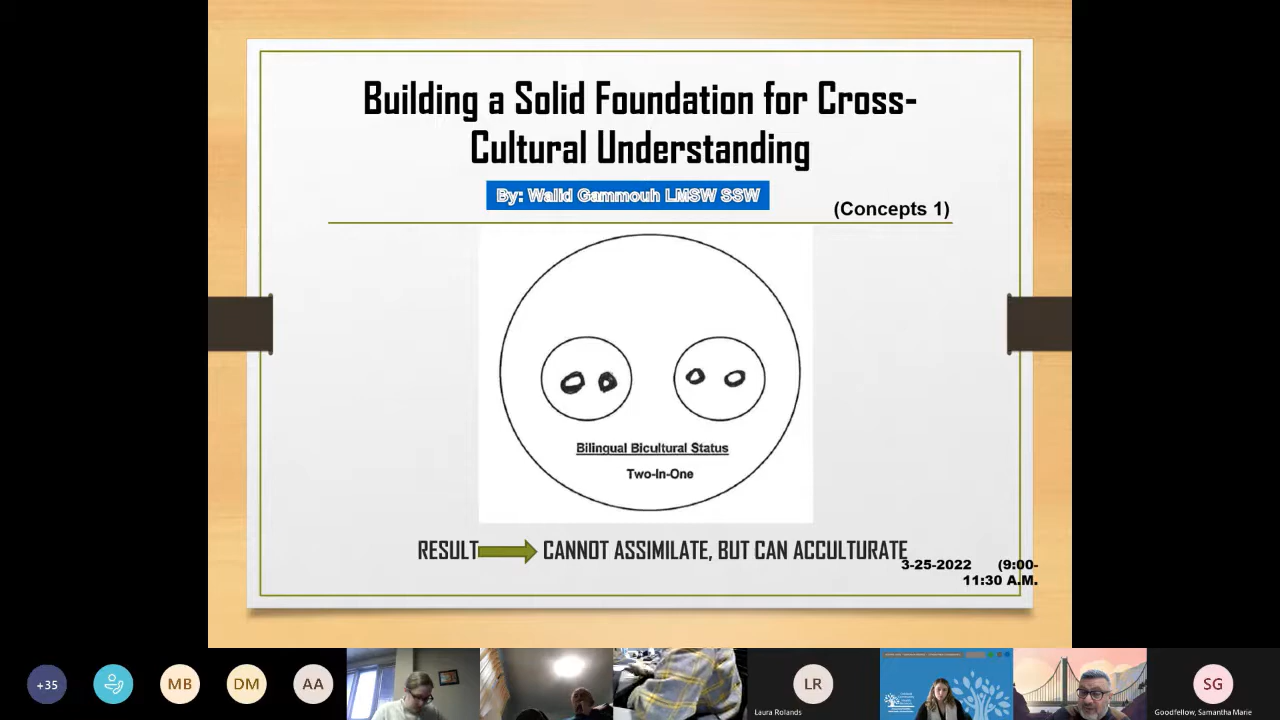 Building a Solid Foundation for Cross-
Cultural Understanding
By: Walid Gammouh LMSW SSW
(Concepts 1)
Bilingual Bicultural Status
Two-In-One
RESULT CANNOT ASSIMILATE, BUT CAN ACCULTURATE
3-25-2022 (9:00-
11:30 A.M.
+35
MB
DM
AA
LR
Laura Rolands
SG
Goodfellow, Samantha Marie